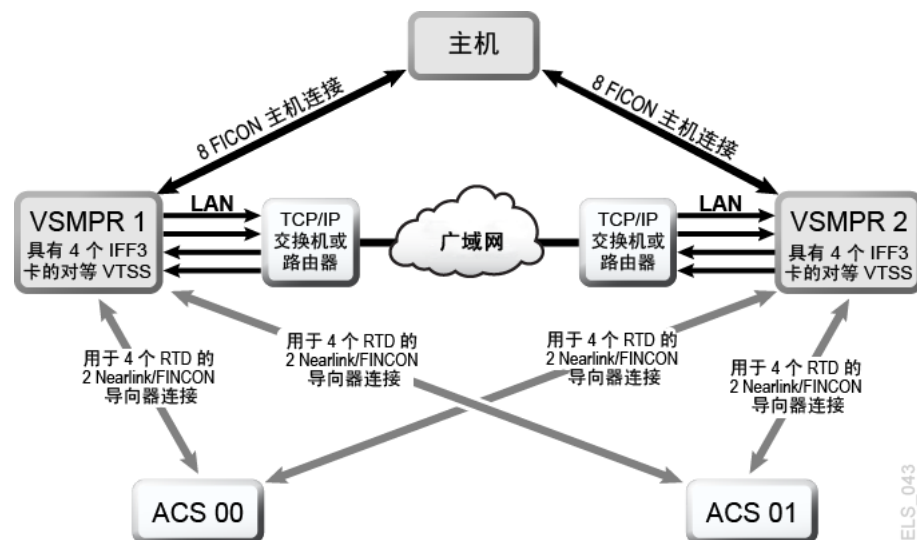 主机
8 FICON 主机连接
8 FICON 主机连接
VSMPR 1
具有 4 个 IFF3
卡的对等 VTSS
LAN
TCP/IP
交换机或
路由器
广域网
TCP/IP
交换机或
路由器
LAN
VSMPR 2
具有 4 个 IFF3
卡的对等 VTSS
用于 4 个 RTD 的
2 Nearlink/FINCON
导向器连接
用于 4 个 RTD 的
2 Nearlink/FINCON
导向器连接
用于 4 个 RTD 的
2 Nearlink/FINCON
导向器连接
用于 4 个 RTD 的
2 Nearlink/FINCON
导向器连接
ACS 00
ACS 01
ELS_043